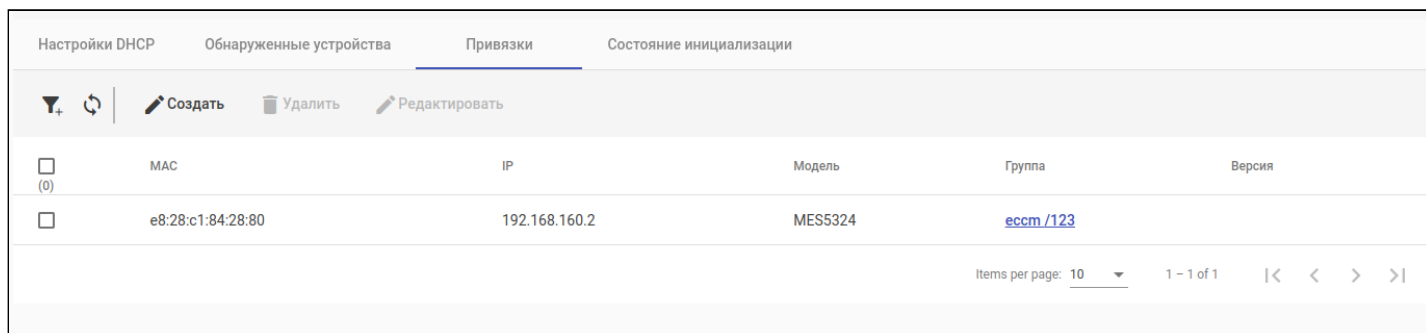 Настройки DHCP Обнаруженные устройства Привязки Состояние инициализации
Создать Удалить Редактировать
MAC IP Модель Группа Версия
(0)
e8:28:c1:84:28:80 192.168.160.2 MES5324 eccm /123
Items per page: 10 1 – 1 of 1